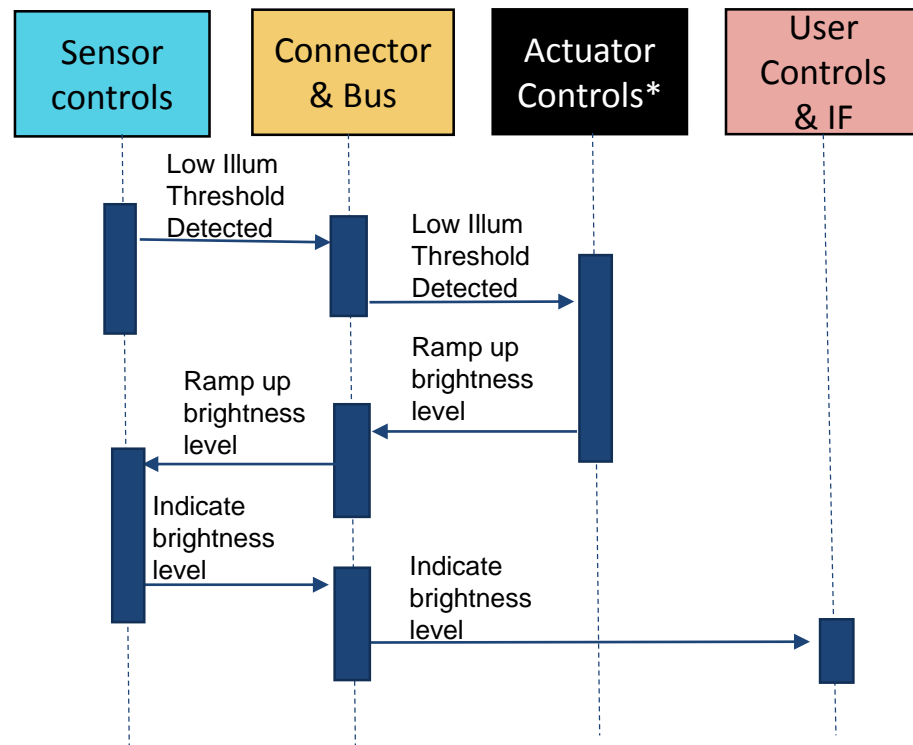 Sensor
controls
Connector
& Bus
Actuator
Controls*
User
Controls
& IF
Low Illum
Threshold
Detected
Low Illum
Threshold
Detected
Ramp up
brightness
level
Ramp up
brightness
level
Indicate
brightness
level
Indicate
brightness
level